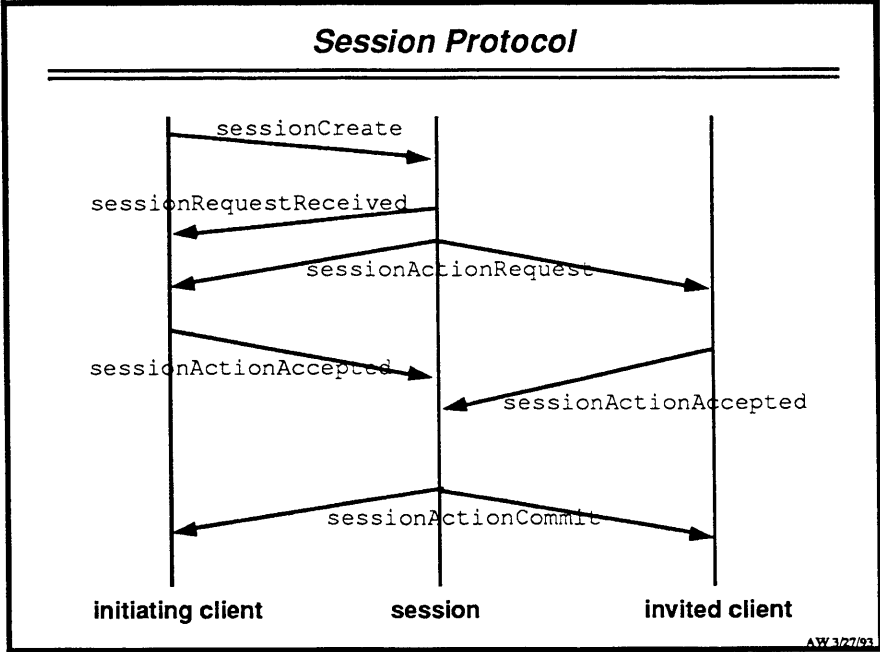 Session Protocol
sessionCreate
sessionRequestReceived
sessionActionRequest
sessionActionAccepted
sessionActionAccepted
sessionActionCommit
initiating client session invited client
AW 3/27/93